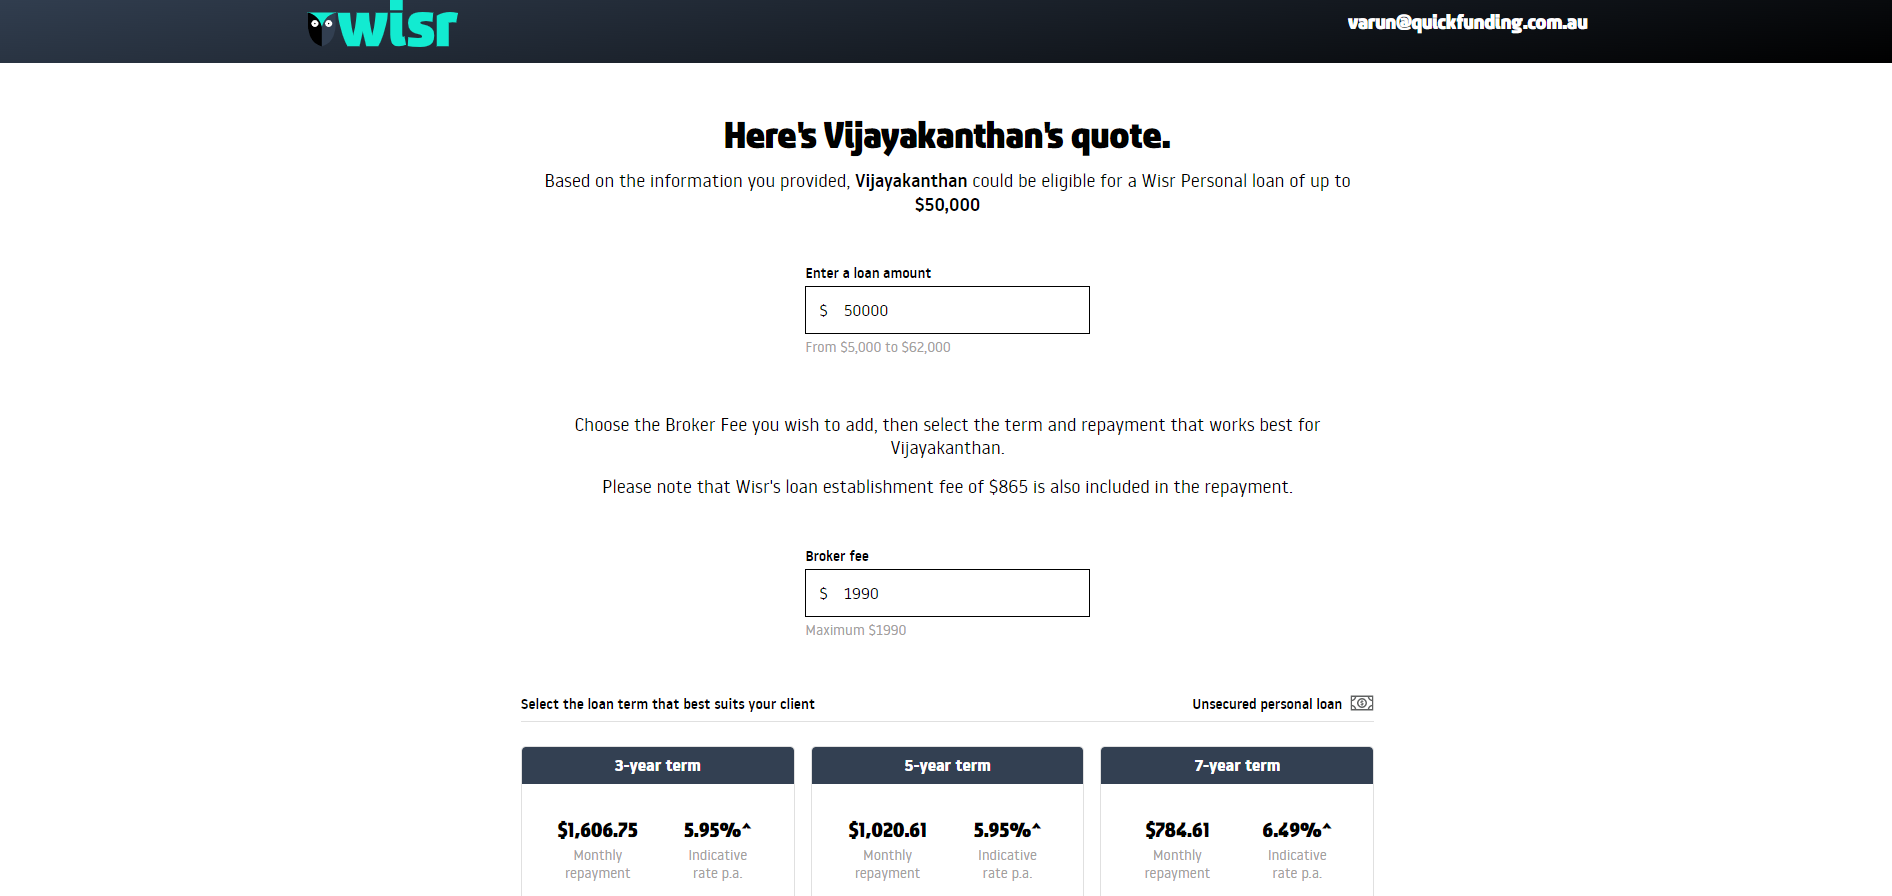 wisr
varun@quickfunding.com.au
Here's Vijayakanthan's quote.
Based on the information you provided, Vijayakanthan could be eligible for a Wisr Personal loan of up to
$50,000
Enter a loan amount
$ 50000
From $5,000 to $62,000
Choose the Broker Fee you wish to add, then select the term and repayment that works best for
Vijayakanthan.
Please note that Wisr's loan establishment fee of $865 is also included in the repayment.
Broker fee
$ 1990
Maximum $1990
Select the loan term that best suits your client
Unsecured personal loan
3-year term
$1,606.75 5.95%^
Monthly Indicative
repayment rate p.a.
5-year term
$1,020.61 5.95%^
Monthly Indicative
repayment rate p.a.
7-year term
$784.61 6.49%^
Monthly Indicative
repayment rate p.a.